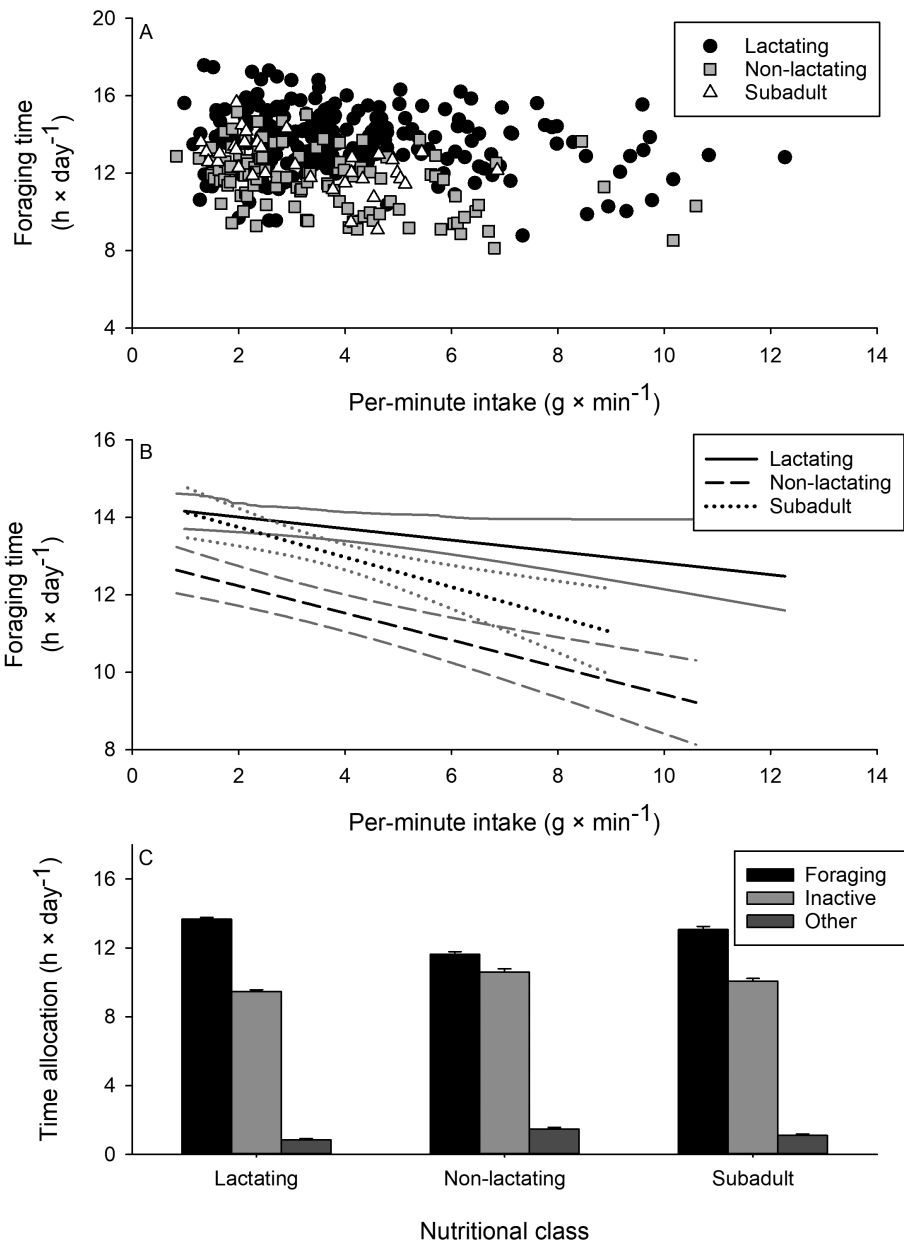 A
Lactating
Non-lactating
Subadult
Foraging time
(h × day⁻¹)
20
16
12
8
4
0
2
4
6
8
10
12
14
Per-minute intake (g × min⁻¹)
B
Lactating
Non-lactating
Subadult
Foraging time
(h × day⁻¹)
16
14
12
10
8
0
2
4
6
8
10
12
14
Per-minute intake (g × min⁻¹)
C
Foraging
Inactive
Other
Time allocation (h × day⁻¹)
16
12
8
4
0
Lactating
Non-lactating
Subadult
Nutritional class